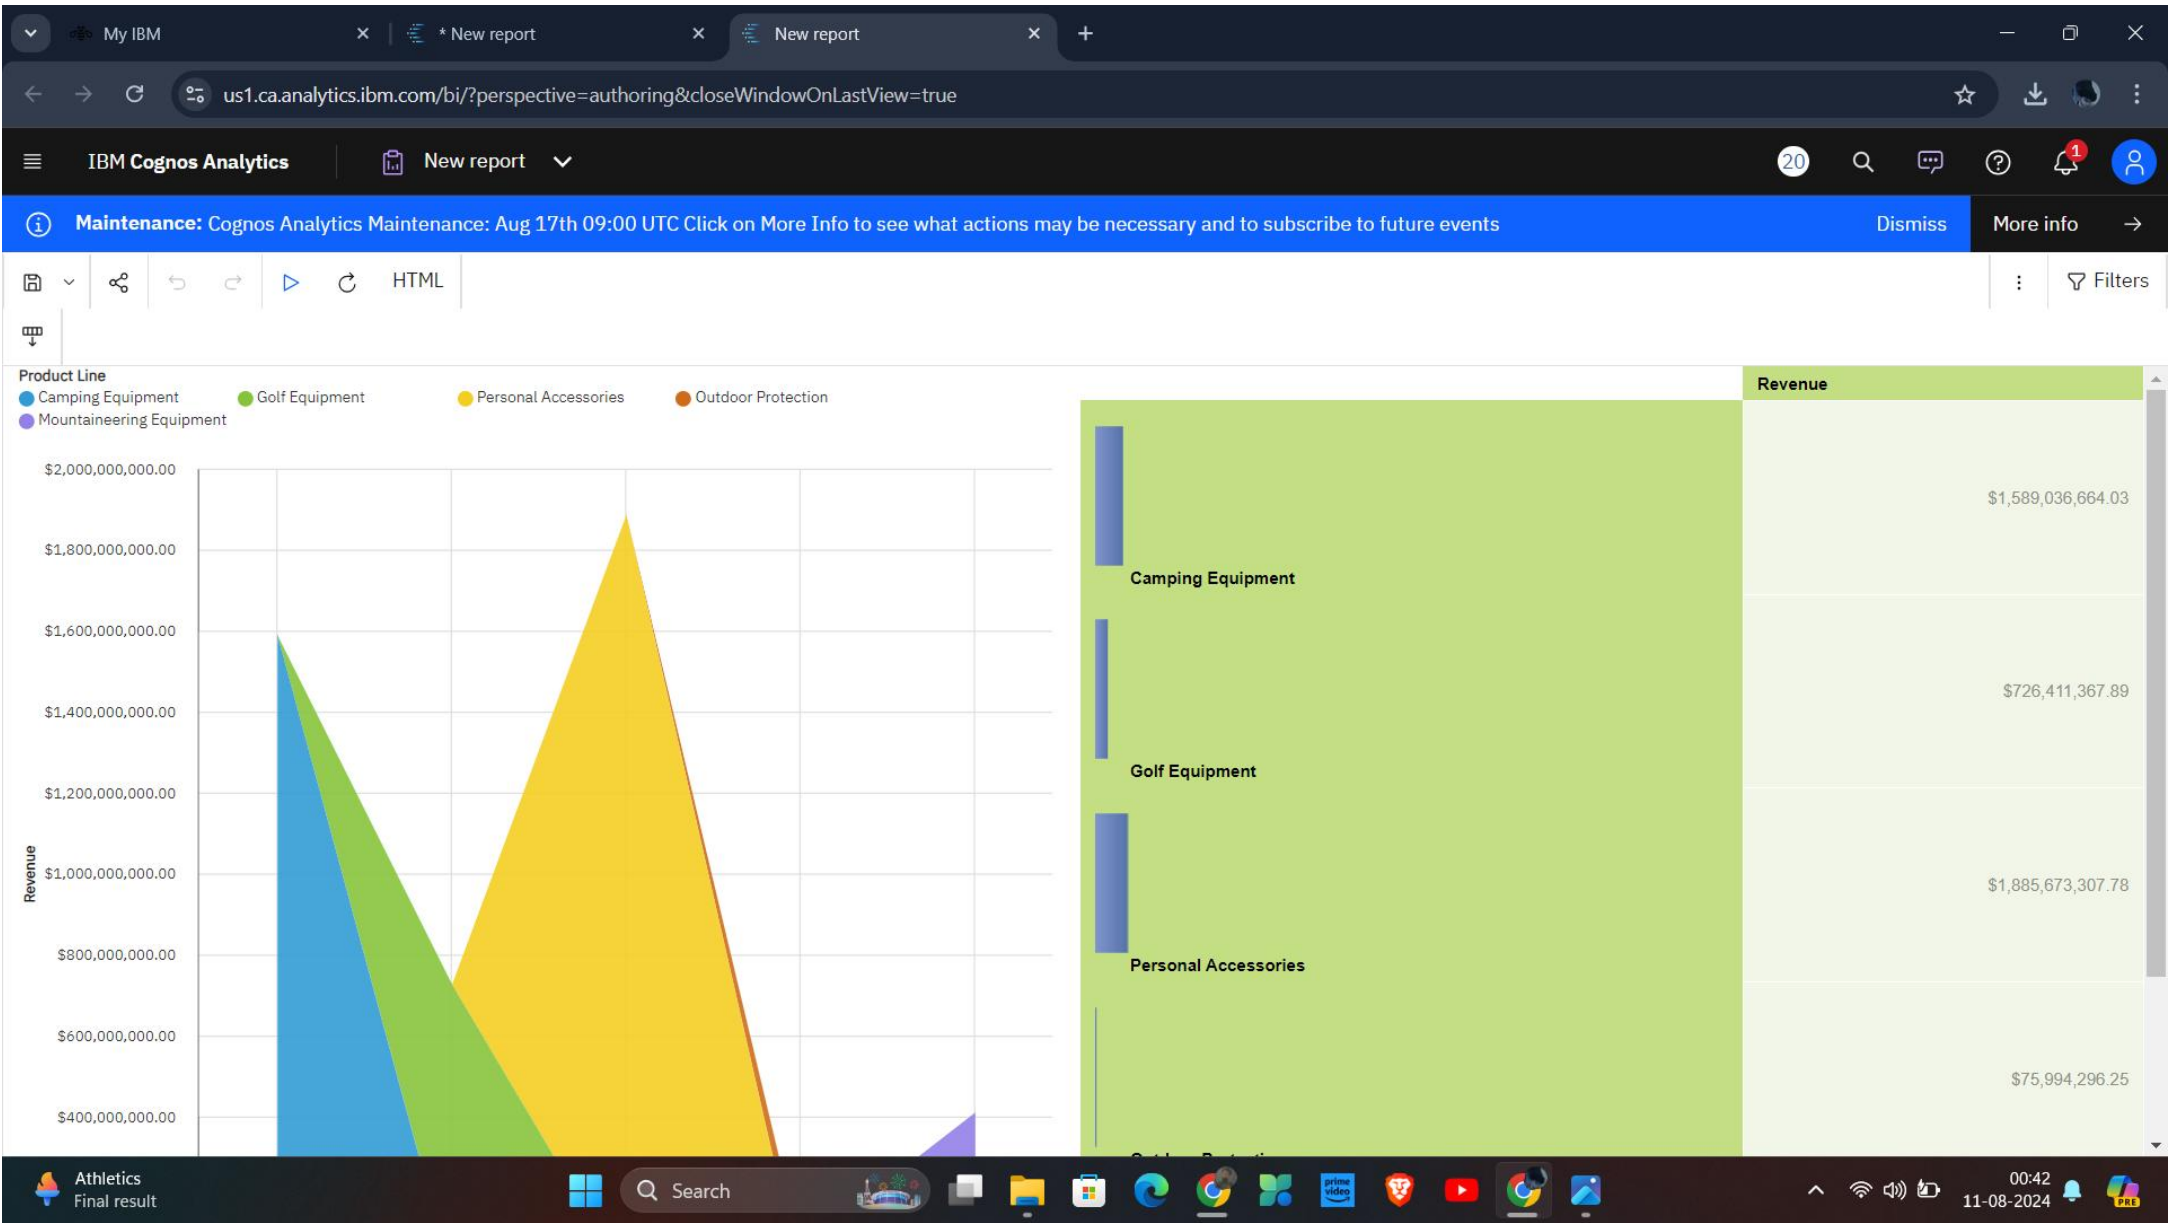 My IBM
* New report
New report
us1.ca.analytics.ibm.com/bi/?perspective=authoring&closeWindowOnLastView=true
IBM Cognos Analytics
New report
20
1
Maintenance: Cognos Analytics Maintenance: Aug 17th 09:00 UTC Click on More Info to see what actions may be necessary and to subscribe to future events
Dismiss
More info
HTML
Filters
Product Line
Camping Equipment
Golf Equipment
Personal Accessories
Outdoor Protection
Mountaineering Equipment
$2,000,000,000.00
$1,800,000,000.00
$1,600,000,000.00
$1,400,000,000.00
$1,200,000,000.00
$1,000,000,000.00
$800,000,000.00
$600,000,000.00
$400,000,000.00
Revenue
Revenue
Camping Equipment
$1,589,036,664.03
Golf Equipment
$726,411,367.89
Personal Accessories
$1,885,673,307.78
$75,994,296.25
Athletics
Final result
Search
prime
video
00:42
11-08-2024
PRE